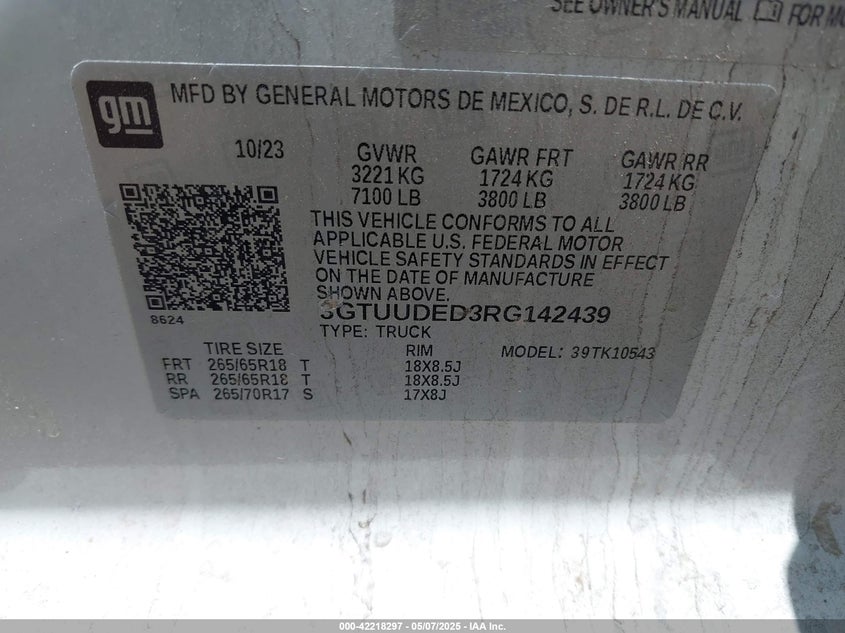 SEE OWNER'S MANUAL FOR MO
gm
MFD BY GENERAL MOTORS DE MEXICO, S. DE R.L. DE C.V.
10/23 GVWR GAWR FRT GAWR RR
3221 KG 1724 KG 1724 KG
7100 LB 3800 LB 3800 LB
THIS VEHICLE CONFORMS TO ALL
APPLICABLE U.S. FEDERAL MOTOR
VEHICLE SAFETY STANDARDS IN EFFECT
ON THE DATE OF MANUFACTURE
SHOWN ABOVE.
8624
3GTUUDED3RG142439
TYPE: TRUCK
TIRE SIZE RIM MODEL: 39TK10543
FRT 265/65R18 T 18X8.5J
RR 265/65R18 T 18X8.5J
SPA 265/70R17 S 17X8J
000-42218297 - 05/07/2025 - IAA Inc.